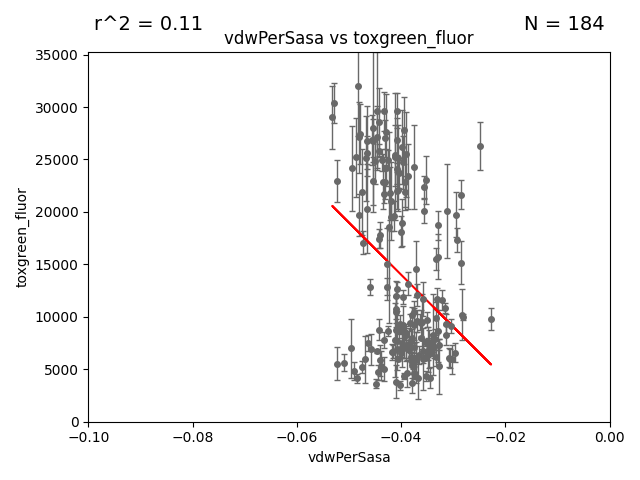 r^2 = 0.11
N = 184
vdwPerSasa vs toxgreen_fluor
35000
30000
25000
20000
15000
10000
5000
0
toxgreen_fluor
−0.10
−0.08
−0.06
−0.04
−0.02
0.00
vdwPerSasa